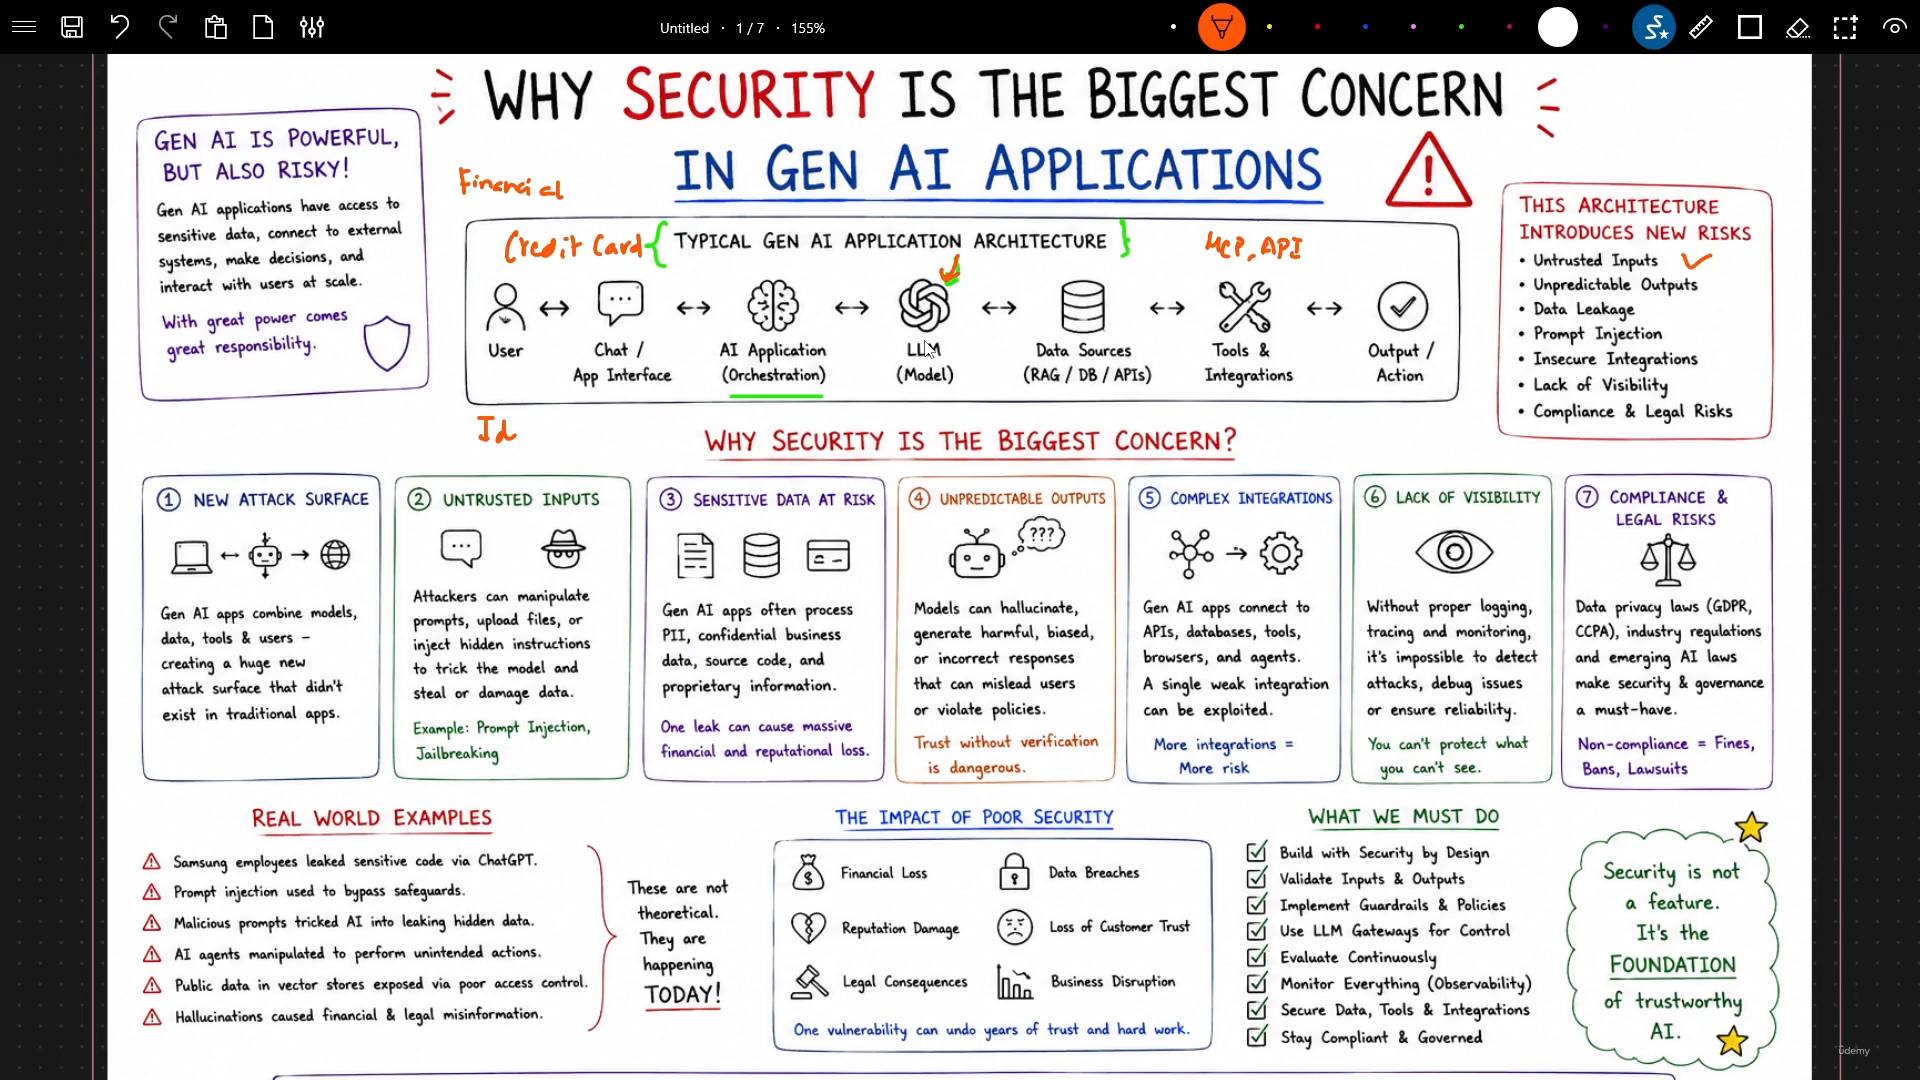 Untitled • 1 / 7 • 155%
WHY SECURITY IS THE BIGGEST CONCERN
IN GEN AI APPLICATIONS
GEN AI IS POWERFUL,
BUT ALSO RISKY!
Gen AI applications have access to
sensitive data, connect to external
systems, make decisions, and
interact with users at scale.
With great power comes
great responsibility.
Financial
Credit Card
TYPICAL GEN AI APPLICATION ARCHITECTURE
MCP, API
User
Chat /
App Interface
AI Application
(Orchestration)
LLM
(Model)
Data Sources
(RAG / DB / APIs)
Tools &
Integrations
Output /
Action
Id
THIS ARCHITECTURE
INTRODUCES NEW RISKS
• Untrusted Inputs
• Unpredictable Outputs
• Data Leakage
• Prompt Injection
• Insecure Integrations
• Lack of Visibility
• Compliance & Legal Risks
WHY SECURITY IS THE BIGGEST CONCERN?
1 NEW ATTACK SURFACE
Gen AI apps combine models,
data, tools & users –
creating a huge new
attack surface that didn't
exist in traditional apps.
2 UNTRUSTED INPUTS
Attackers can manipulate
prompts, upload files, or
inject hidden instructions
to trick the model and
steal or damage data.
Example: Prompt Injection,
Jailbreaking
3 SENSITIVE DATA AT RISK
Gen AI apps often process
PII, confidential business
data, source code, and
proprietary information.
One leak can cause massive
financial and reputational loss.
4 UNPREDICTABLE OUTPUTS
???
Models can hallucinate,
generate harmful, biased,
or incorrect responses
that can mislead users
or violate policies.
Trust without verification
is dangerous.
5 COMPLEX INTEGRATIONS
Gen AI apps connect to
APIs, databases, tools,
browsers, and agents.
A single weak integration
can be exploited.
More integrations =
More risk
6 LACK OF VISIBILITY
Without proper logging,
tracing and monitoring,
it's impossible to detect
attacks, debug issues
or ensure reliability.
You can't protect what
you can't see.
7 COMPLIANCE &
LEGAL RISKS
Data privacy laws (GDPR,
CCPA), industry regulations
and emerging AI laws
make security & governance
a must-have.
Non-compliance = Fines,
Bans, Lawsuits
REAL WORLD EXAMPLES
Samsung employees leaked sensitive code via ChatGPT.
Prompt injection used to bypass safeguards.
Malicious prompts tricked AI into leaking hidden data.
AI agents manipulated to perform unintended actions.
Public data in vector stores exposed via poor access control.
Hallucinations caused financial & legal misinformation.
These are not
theoretical.
They are
happening
TODAY!
THE IMPACT OF POOR SECURITY
Financial Loss
Data Breaches
Reputation Damage
Loss of Customer Trust
Legal Consequences
Business Disruption
One vulnerability can undo years of trust and hard work.
WHAT WE MUST DO
Build with Security by Design
Validate Inputs & Outputs
Implement Guardrails & Policies
Use LLM Gateways for Control
Evaluate Continuously
Monitor Everything (Observability)
Secure Data, Tools & Integrations
Stay Compliant & Governed
Security is not
a feature.
It's the
FOUNDATION
of trustworthy
AI.
ûdemy